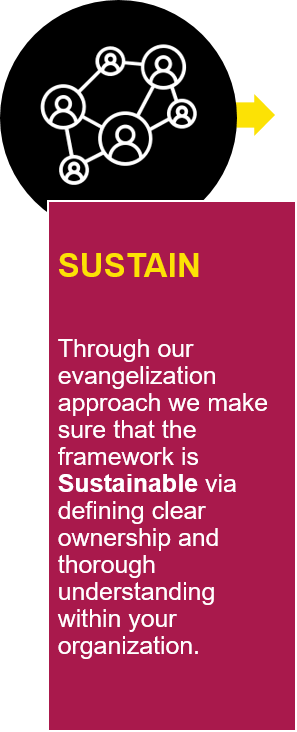 SUSTAIN
Through our
evangelization
approach we make
sure that the
framework is
Sustainable via
defining clear
ownership and
thorough
understanding
within your
organization.